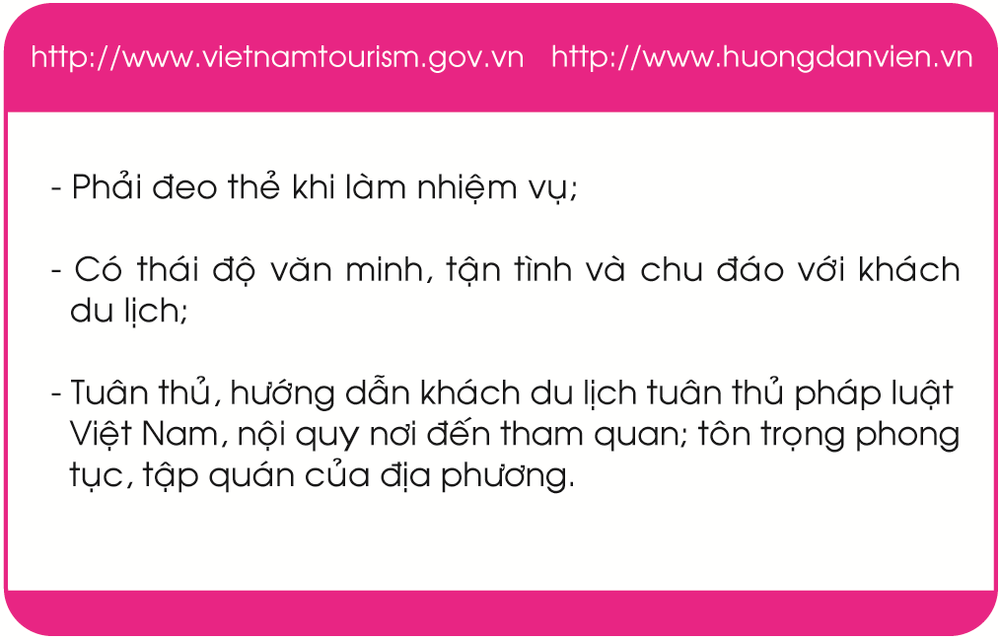 http://www.vietnamtourism.gov.vn http://www.huongdanvien.vn
- Phải đeo thẻ khi làm nhiệm vụ;
- Có thái độ văn minh, tận tình và chu đáo với khách
du lịch;
- Tuân thủ, hướng dẫn khách du lịch tuân thủ pháp luật
Việt Nam, nội quy nơi đến tham quan; tôn trọng phong
tục, tập quán của địa phương.